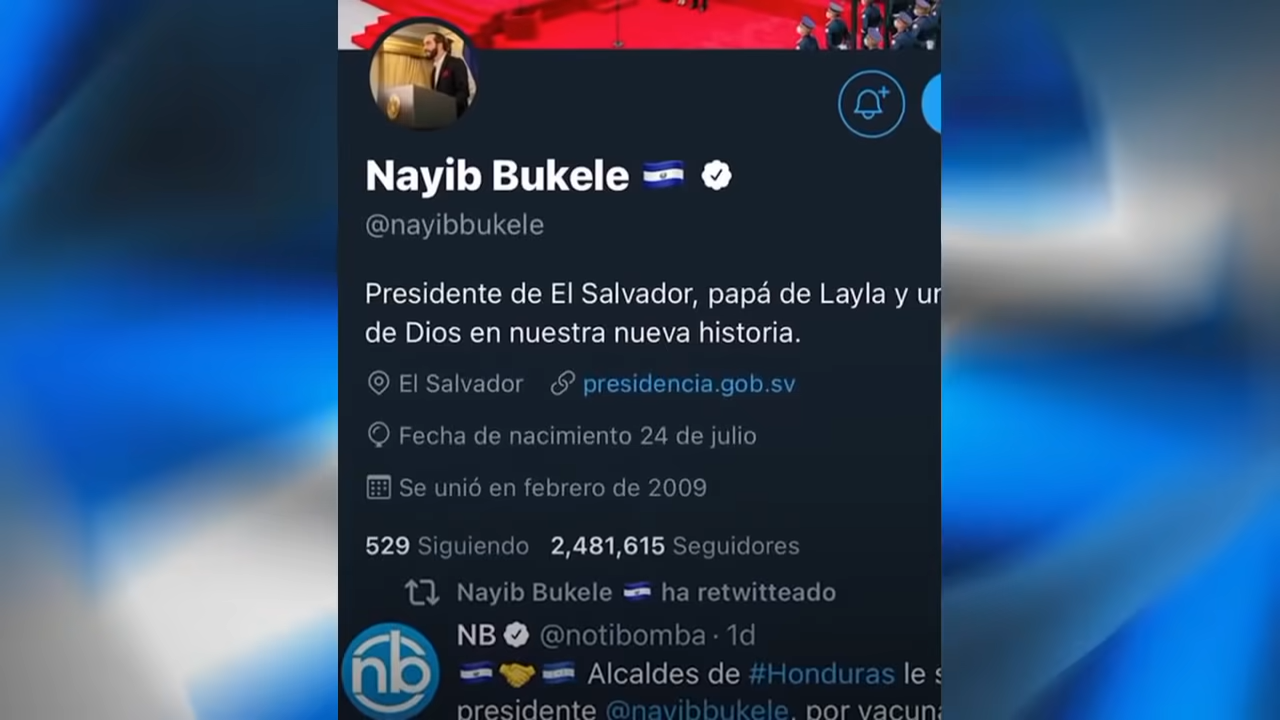 Nayib Bukele
@nayibbukele
Presidente de El Salvador, papá de Layla y un
de Dios en nuestra nueva historia.
El Salvador presidencia.gob.sv
Fecha de nacimiento 24 de julio
Se unió en febrero de 2009
529 Siguiendo 2,481,615 Seguidores
Nayib Bukele ha retwitteado
nb
NB @notibomba · 1d
Alcaldes de #Honduras le
presidente @nayibbukele, por